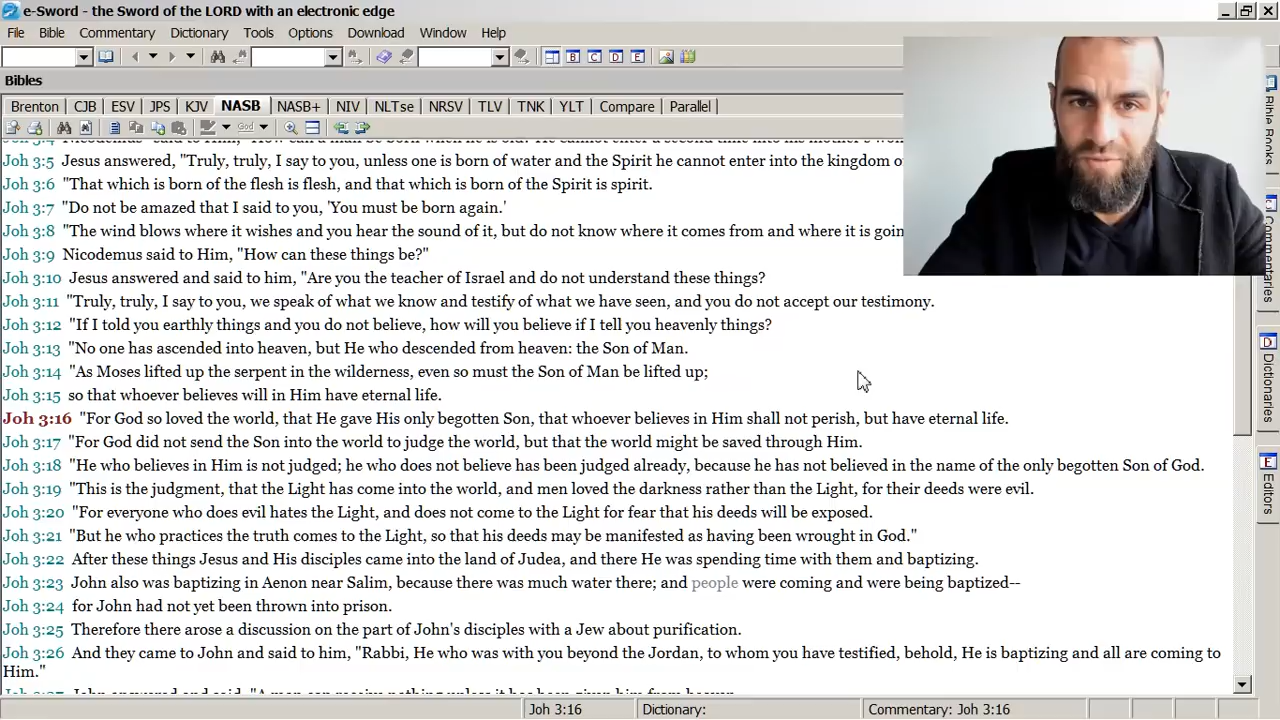 e-Sword - the Sword of the LORD with an electronic edge
File Bible Commentary Dictionary Tools Options Download Window Help
B C D E
Bibles
Brenton CJB ESV JPS KJV NASB NASB+ NIV NLTse NRSV TLV TNK YLT Compare Parallel
God
Joh 3:5 Jesus answered, "Truly, truly, I say to you, unless one is born of water and the Spirit he cannot enter into the kingdom o
Joh 3:6 "That which is born of the flesh is flesh, and that which is born of the Spirit is spirit.
Joh 3:7 "Do not be amazed that I said to you, 'You must be born again.'
Joh 3:8 "The wind blows where it wishes and you hear the sound of it, but do not know where it comes from and where it is goin
Joh 3:9 Nicodemus said to Him, "How can these things be?"
Joh 3:10 Jesus answered and said to him, "Are you the teacher of Israel and do not understand these things?
Joh 3:11 "Truly, truly, I say to you, we speak of what we know and testify of what we have seen, and you do not accept our testimony.
Joh 3:12 "If I told you earthly things and you do not believe, how will you believe if I tell you heavenly things?
Joh 3:13 "No one has ascended into heaven, but He who descended from heaven: the Son of Man.
Joh 3:14 "As Moses lifted up the serpent in the wilderness, even so must the Son of Man be lifted up;
Joh 3:15 so that whoever believes will in Him have eternal life.
Joh 3:16 "For God so loved the world, that He gave His only begotten Son, that whoever believes in Him shall not perish, but have eternal life.
Joh 3:17 "For God did not send the Son into the world to judge the world, but that the world might be saved through Him.
Joh 3:18 "He who believes in Him is not judged; he who does not believe has been judged already, because he has not believed in the name of the only begotten Son of God.
Joh 3:19 "This is the judgment, that the Light has come into the world, and men loved the darkness rather than the Light, for their deeds were evil.
Joh 3:20 "For everyone who does evil hates the Light, and does not come to the Light for fear that his deeds will be exposed.
Joh 3:21 "But he who practices the truth comes to the Light, so that his deeds may be manifested as having been wrought in God."
Joh 3:22 After these things Jesus and His disciples came into the land of Judea, and there He was spending time with them and baptizing.
Joh 3:23 John also was baptizing in Aenon near Salim, because there was much water there; and people were coming and were being baptized--
Joh 3:24 for John had not yet been thrown into prison.
Joh 3:25 Therefore there arose a discussion on the part of John's disciples with a Jew about purification.
Joh 3:26 And they came to John and said to him, "Rabbi, He who was with you beyond the Jordan, to whom you have testified, behold, He is baptizing and all are coming to
Him."
Bible Books
Commentaries
D Dictionaries
E Editors
Joh 3:16 Dictionary: Commentary: Joh 3:16